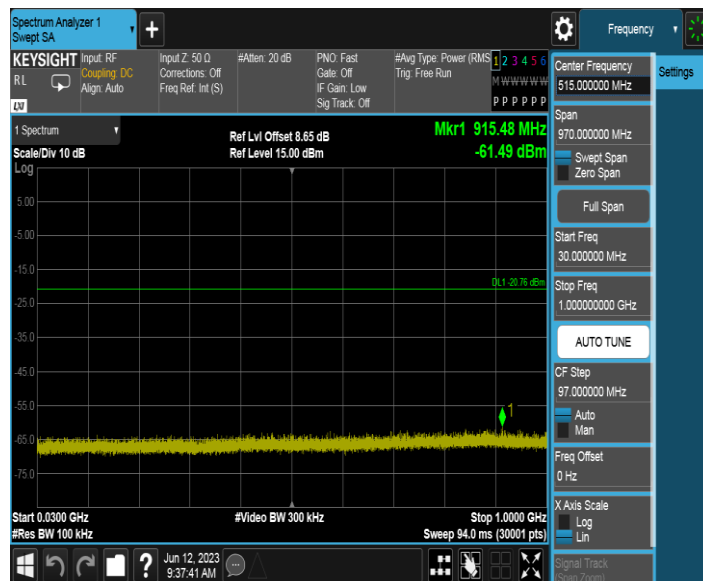 Spectrum Analyzer 1
Swept SA
+
Frequency
KEYSIGHT
RL
LXI
Input: RF
Coupling: DC
Align: Auto
Input Z: 50 Ω
Corrections: Off
Freq Ref: Int (S)
#Atten: 20 dB
PNO: Fast
Gate: Off
IF Gain: Low
Sig Track: Off
#Avg Type: Power (RMS
Trig: Free Run
1 2 3 4 5 6
M W W W W W
P P P P P P
Center Frequency
515.000000 MHz
Settings
Span
970.000000 MHz
Swept Span
Zero Span
Full Span
Start Freq
30.000000 MHz
Stop Freq
1.000000000 GHz
AUTO TUNE
CF Step
97.000000 MHz
Auto
Man
Freq Offset
0 Hz
X Axis Scale
Log
Lin
Signal Track
(Span Zoom)
1 Spectrum
Scale/Div 10 dB
Ref Lvl Offset 8.65 dB
Ref Level 15.00 dBm
Mkr1 915.48 MHz
-61.49 dBm
Log
5.00
-5.00
-15.0
DL1 -20.76 dBm
-25.0
-35.0
-45.0
-55.0
1
-65.0
-75.0
Start 0.0300 GHz
#Res BW 100 kHz
#Video BW 300 kHz
Stop 1.0000 GHz
Sweep 94.0 ms (30001 pts)
?
Jun 12, 2023
9:37:41 AM